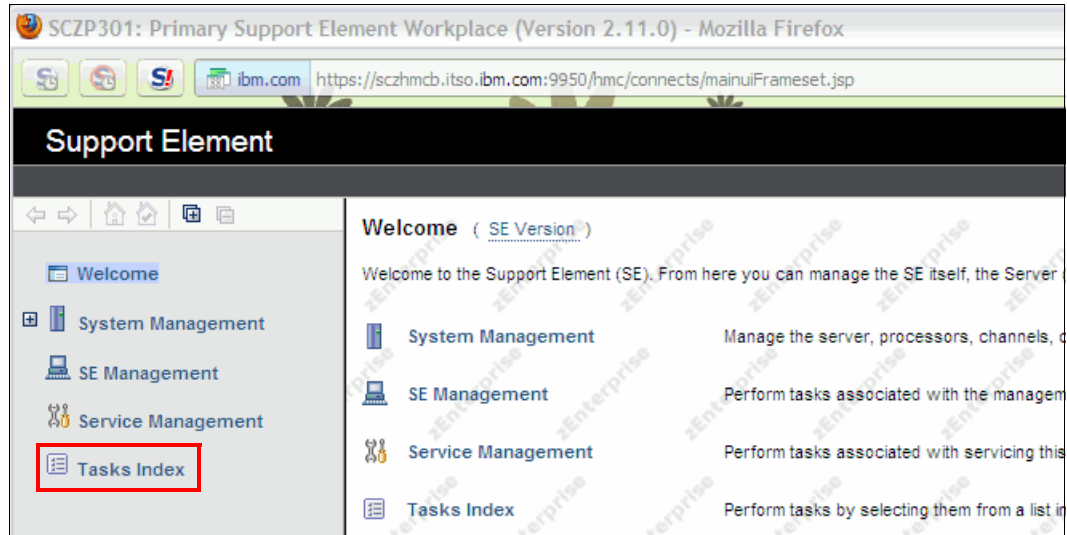 SCZP301: Primary Support Element Workplace (Version 2.11.0) - Mozilla Firefox
ibm.com https://sczhmcb.itso.ibm.com:9950/hmc/connects/mainuiFrameset.jsp
Support Element
Welcome
System Management
SE Management
Service Management
Tasks Index
Welcome ( SE Version )
Welcome to the Support Element (SE). From here you can manage the SE itself, the Server (
System Management Manage the server, processors, channels,
SE Management Perform tasks associated with the managem
Service Management Perform tasks associated with servicing this
Tasks Index Perform tasks by selecting them from a list in
zEnterprise